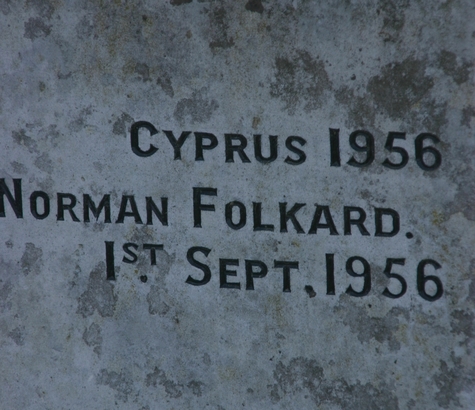 CYPRUS 1956
NORMAN FOLKARD.
1ST SEPT. 1956